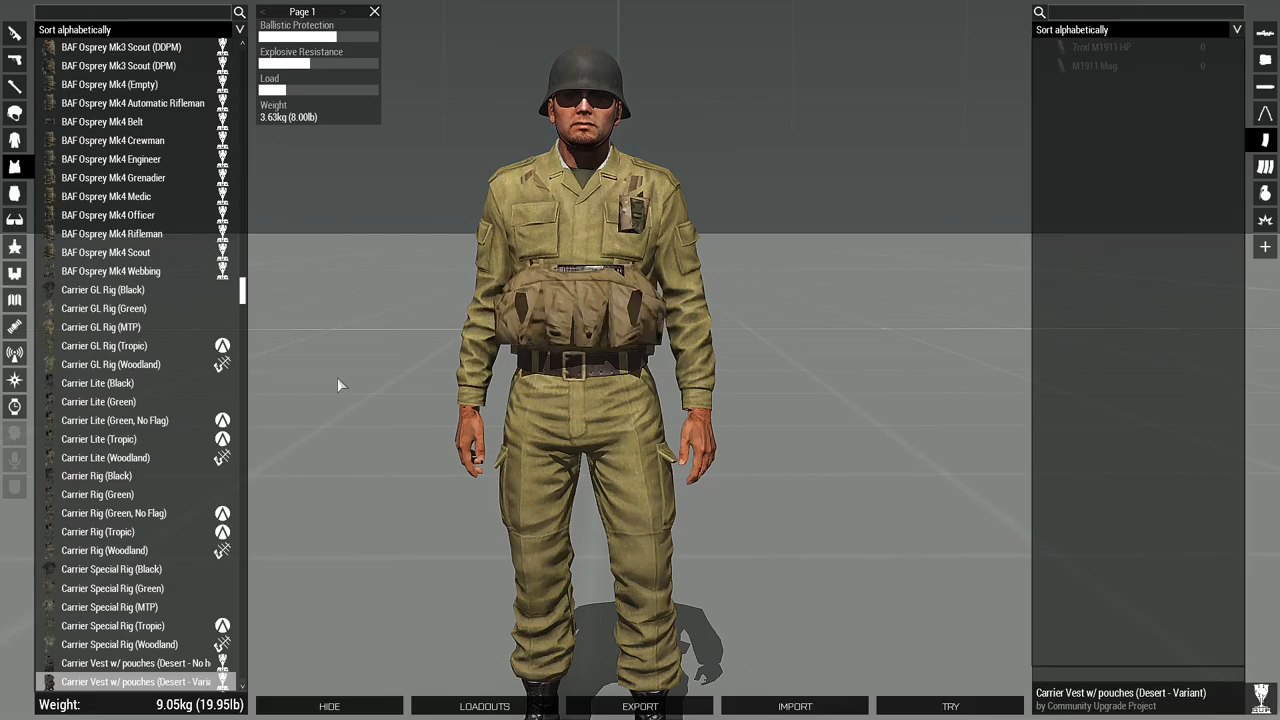 Sort alphabetically
BAF Osprey Mk3 Scout (DDPM)
BAF Osprey Mk3 Scout (DPM)
BAF Osprey Mk4 (Empty)
BAF Osprey Mk4 Automatic Rifleman
BAF Osprey Mk4 Belt
BAF Osprey Mk4 Crewman
BAF Osprey Mk4 Engineer
BAF Osprey Mk4 Grenadier
BAF Osprey Mk4 Medic
BAF Osprey Mk4 Officer
BAF Osprey Mk4 Rifleman
BAF Osprey Mk4 Scout
BAF Osprey Mk4 Webbing
Carrier GL Rig (Black)
Carrier GL Rig (Green)
Carrier GL Rig (MTP)
Carrier GL Rig (Tropic)
Carrier GL Rig (Woodland)
Carrier Lite (Black)
Carrier Lite (Green)
Carrier Lite (Green, No Flag)
Carrier Lite (Tropic)
Carrier Lite (Woodland)
Carrier Rig (Black)
Carrier Rig (Green)
Carrier Rig (Green, No Flag)
Carrier Rig (Tropic)
Carrier Rig (Woodland)
Carrier Special Rig (Black)
Carrier Special Rig (Green)
Carrier Special Rig (MTP)
Carrier Special Rig (Tropic)
Carrier Special Rig (Woodland)
Carrier Vest w/ pouches (Desert - No h
Carrier Vest w/ pouches (Desert - Varia
Weight: 9.05kg (19.95lb)
< Page 1 >
Ballistic Protection
Explosive Resistance
Load
Weight
3.63kg (8.00lb)
HIDE
LOADOUTS
EXPORT
IMPORT
TRY
Sort alphabetically
7rnd M1911 HP 0
M1911 Mag 0
Carrier Vest w/ pouches (Desert - Variant)
by Community Upgrade Project